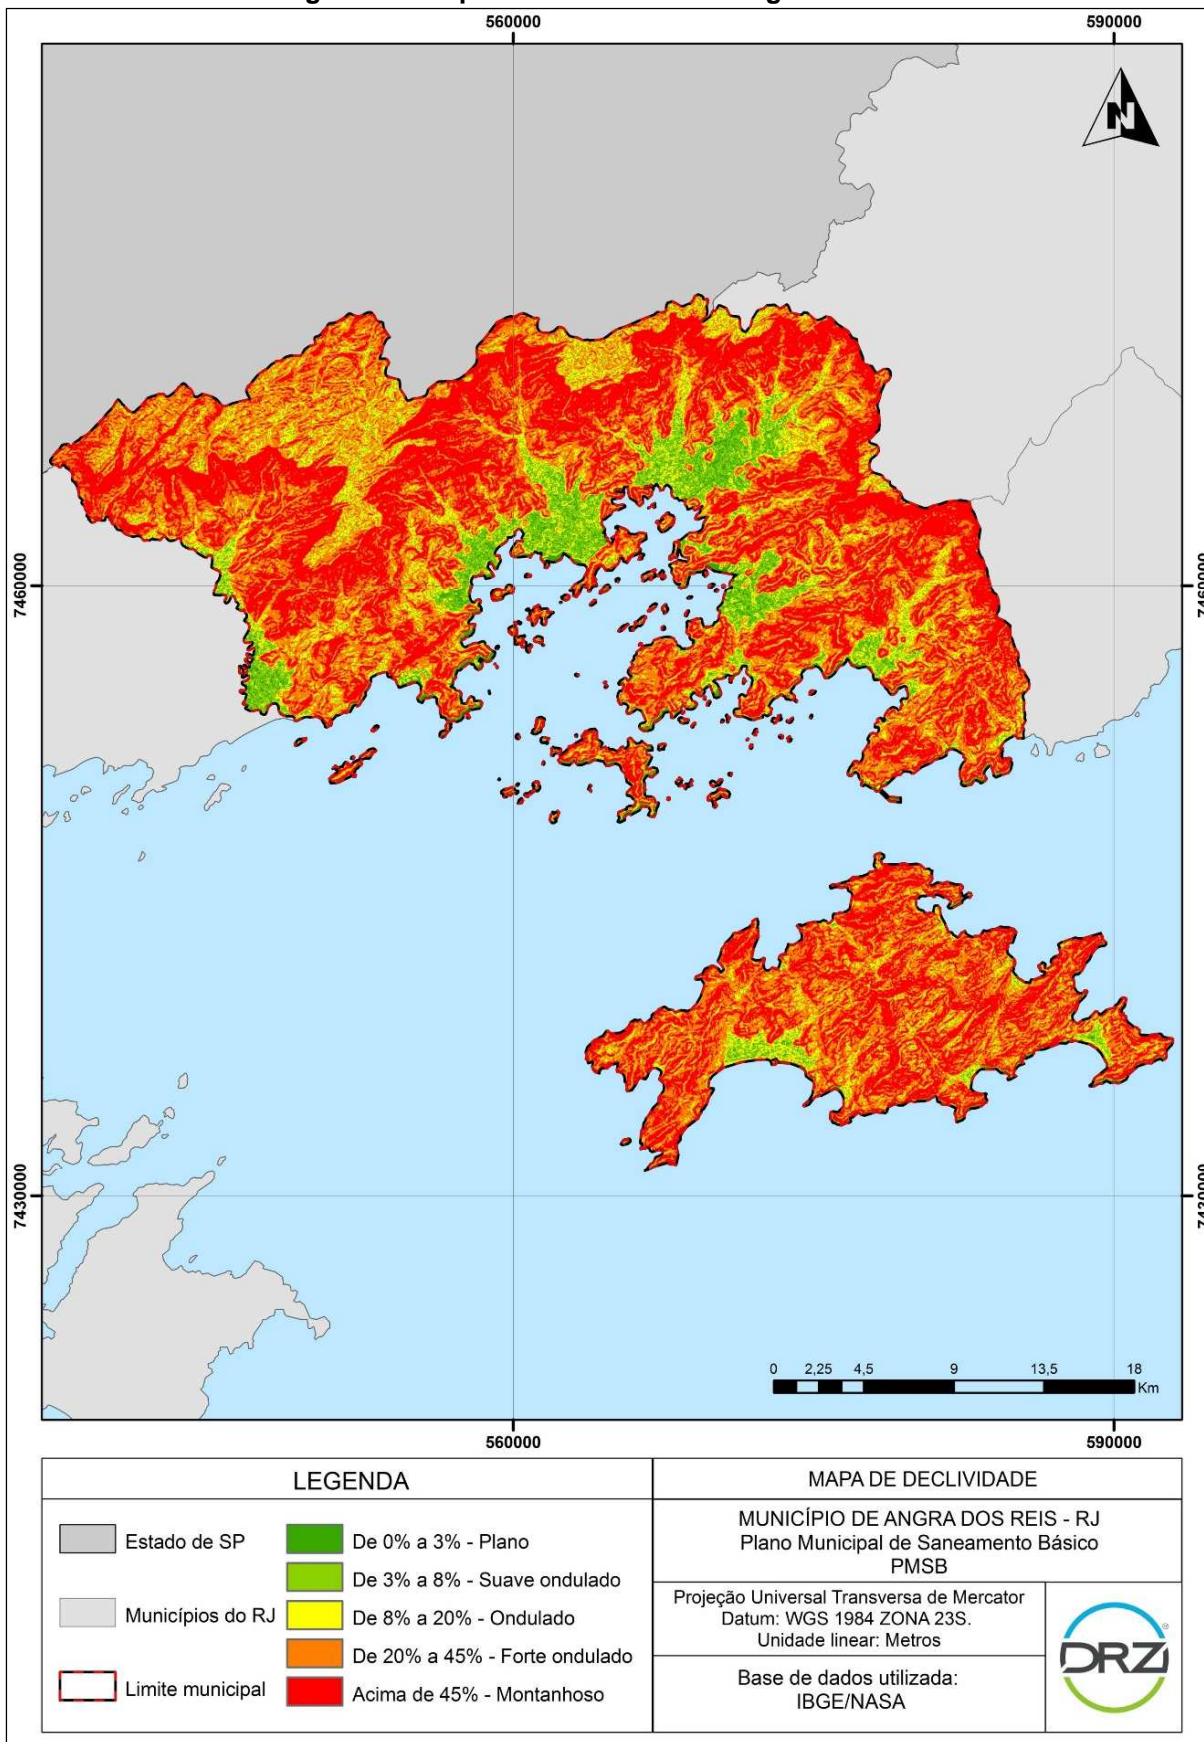 560000
590000
N
7460000
7460000
7430000
7430000
0 2,25 4,5 9 13,5 18
Km
560000
590000
LEGENDA
Estado de SP
Municípios do RJ
Limite municipal
De 0% a 3% - Plano
De 3% a 8% - Suave ondulado
De 8% a 20% - Ondulado
De 20% a 45% - Forte ondulado
Acima de 45% - Montanhoso
MAPA DE DECLIVIDADE
MUNICÍPIO DE ANGRA DOS REIS - RJ
Plano Municipal de Saneamento Básico
PMSB
Projeção Universal Transversa de Mercator
Datum: WGS 1984 ZONA 23S.
Unidade linear: Metros
Base de dados utilizada:
IBGE/NASA
DRZ
®